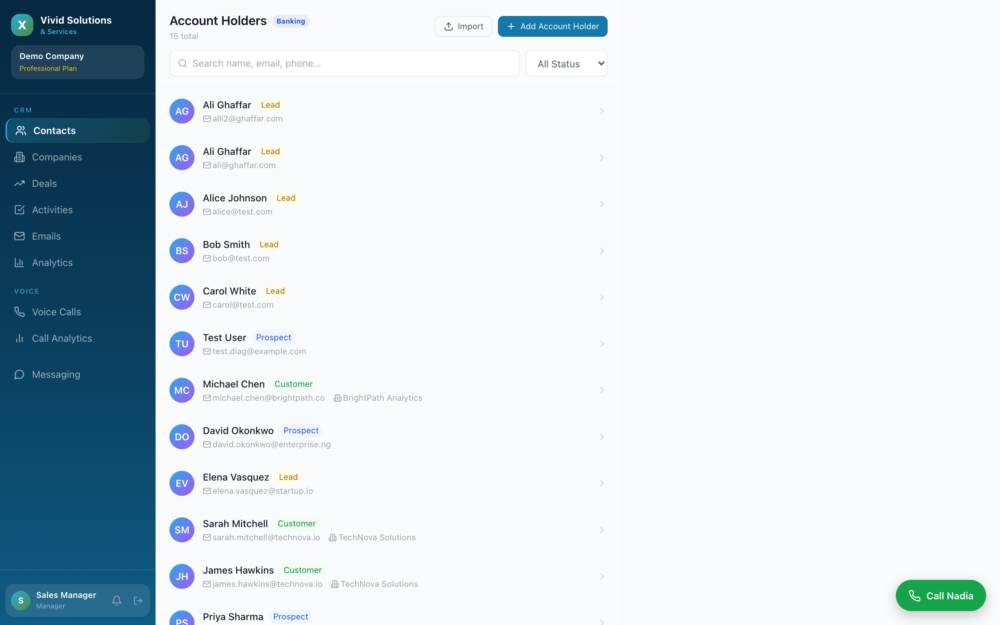 X
Vivid Solutions
& Services
Demo Company
Professional Plan
CRM
Contacts
Companies
Deals
Activities
Emails
Analytics
VOICE
Voice Calls
Call Analytics
Messaging
S
Sales Manager
Manager
Account Holders Banking
15 total
Import
+ Add Account Holder
Search name, email, phone...
All Status
AG
Ali Ghaffar Lead
alli2@ghaffar.com
AG
Ali Ghaffar Lead
ali@ghaffar.com
AJ
Alice Johnson Lead
alice@test.com
BS
Bob Smith Lead
bob@test.com
CW
Carol White Lead
carol@test.com
TU
Test User Prospect
test.diag@example.com
MC
Michael Chen Customer
michael.chen@brightpath.co BrightPath Analytics
DO
David Okonkwo Prospect
david.okonkwo@enterprise.ng
EV
Elena Vasquez Lead
elena.vasquez@startup.io
SM
Sarah Mitchell Customer
sarah.mitchell@technova.io TechNova Solutions
JH
James Hawkins Customer
james.hawkins@technova.io TechNova Solutions
PS
Priya Sharma Prospect
Call Nadia